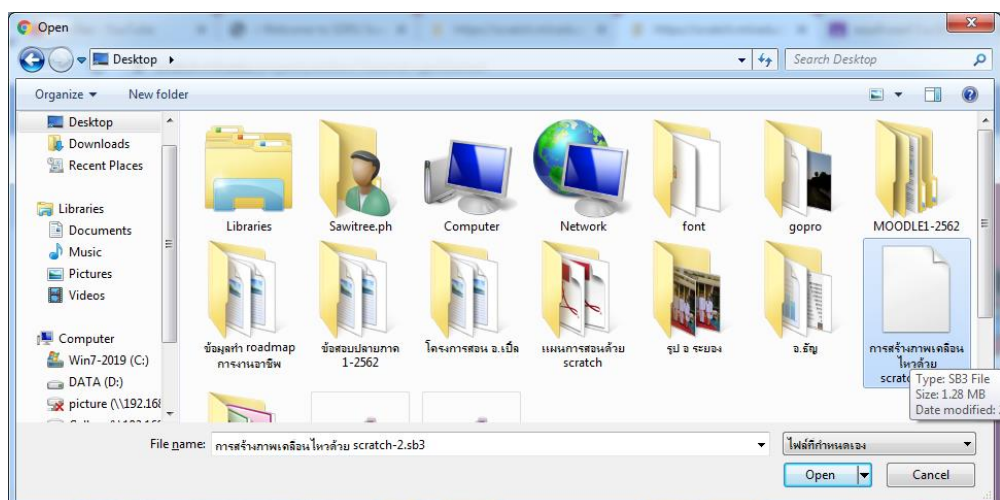 Open
Desktop
Search Desktop
Organize
New folder
Desktop
Downloads
Recent Places
Libraries
Documents
Music
Pictures
Videos
Computer
Win7-2019 (C:)
DATA (D:)
picture (\\192.168
Libraries
Sawitree.ph
Computer
Network
font
gopro
MOODLE1-2562
ข้อมูลทำ roadmap
การงานอาชีพ
ข้อสอบปลายภาค
1-2562
โครงการสอน อ.เปิ้ล
แผนการสอนด้วย
scratch
รูป อ ระยอง
อ.ธัญ
การสร้างภาพเคลื่อน
ไหวด้วย
Type: SB3 File
Size: 1.28 MB
Date modified:
File name:
การสร้างภาพเคลื่อนไหวด้วย scratch-2.sb3
ไฟล์ที่กำหนดเอง
Open
Cancel